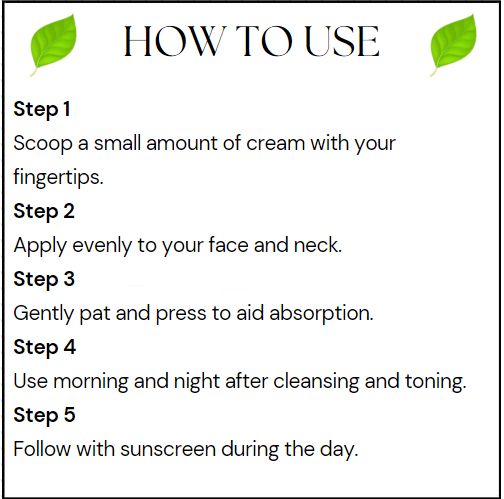 HOW TO USE
Step 1
Scoop a small amount of cream with your
fingertips.
Step 2
Apply evenly to your face and neck.
Step 3
Gently pat and press to aid absorption.
Step 4
Use morning and night after cleansing and toning.
Step 5
Follow with sunscreen during the day.